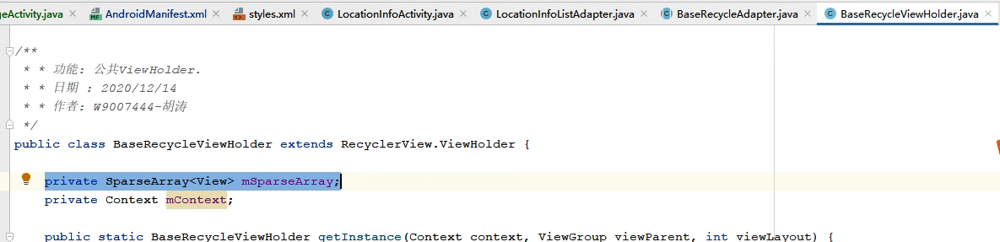 eActivity.java
AndroidManifest.xml
styles.xml
LocationInfoActivity.java
LocationInfoListAdapter.java
BaseRecycleAdapter.java
BaseRecycleViewHolder.java
/**
* * 功能: 公共ViewHolder.
* * 日期 : 2020/12/14
* * 作者: W9007444-胡涛
*/
public class BaseRecycleViewHolder extends RecyclerView.ViewHolder {
private SparseArray<View> mSparseArray;
private Context mContext;
public static BaseRecycleViewHolder getInstance(Context context, ViewGroup viewParent, int viewLayout) {